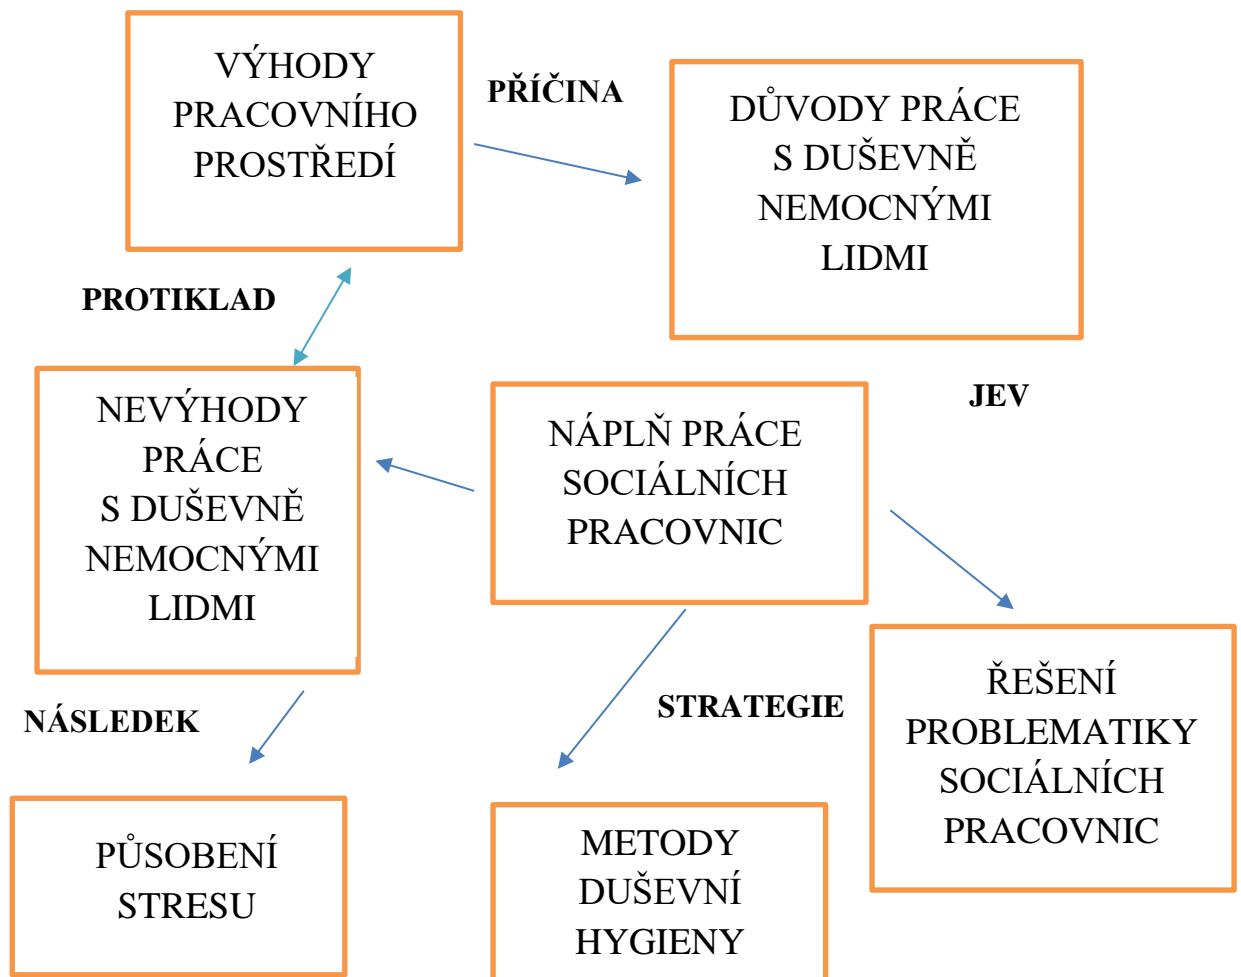 VÝHODY
PRACOVNÍHO
PROSTŘEDÍ
PŘÍČINA
DŮVODY PRÁCE
S DUŠEVNĚ
NEMOCNÝMI
LIDMI
PROTIKLAD
NEVÝHODY
PRÁCE
S DUŠEVNĚ
NEMOCNÝMI
LIDMI
NÁPLŇ PRÁCE
SOCIÁLNÍCH
PRACOVNIC
JEV
NÁSLEDEK
STRATEGIE
ŘEŠENÍ
PROBLEMATIKY
SOCIÁLNÍCH
PRACOVNIC
PŮSOBENÍ
STRESU
METODY
DUŠEVNÍ
HYGIENY